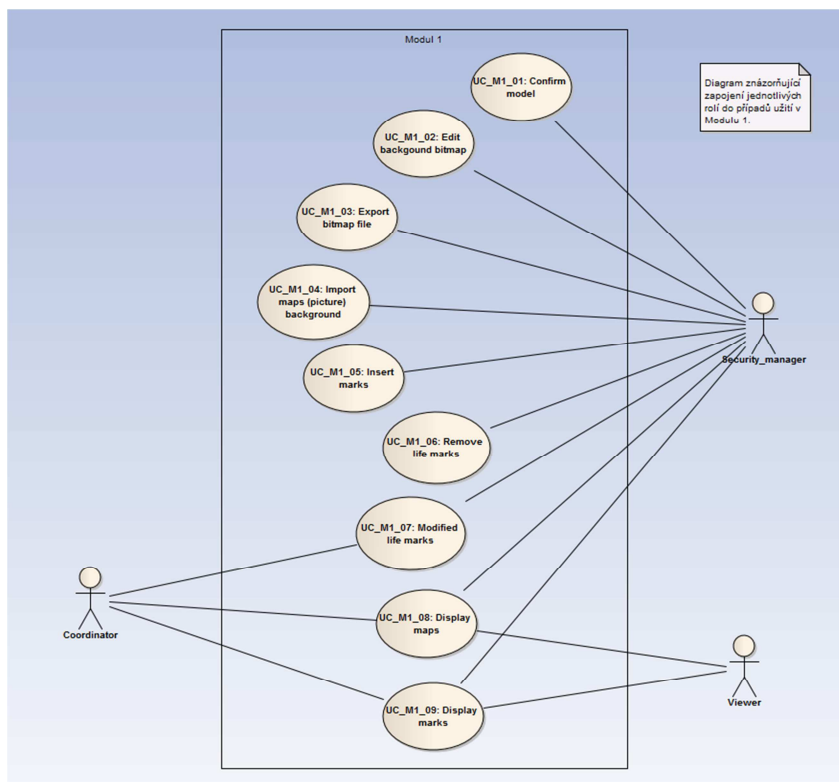 Modul 1
UC_M1_01: Confirm
model
Diagram znázorňující
zapojení jednotlivých
rolí do případů užití v
Modulu 1.
UC_M1_02: Edit
backgound bitmap
UC_M1_03: Export
bitmap file
UC_M1_04: Import
maps (picture)
background
UC_M1_05: Insert
marks
Security_manager
UC_M1_06: Remove
life marks
UC_M1_07: Modified
life marks
Coordinator
UC_M1_08: Display
maps
Viewer
UC_M1_09: Display
marks